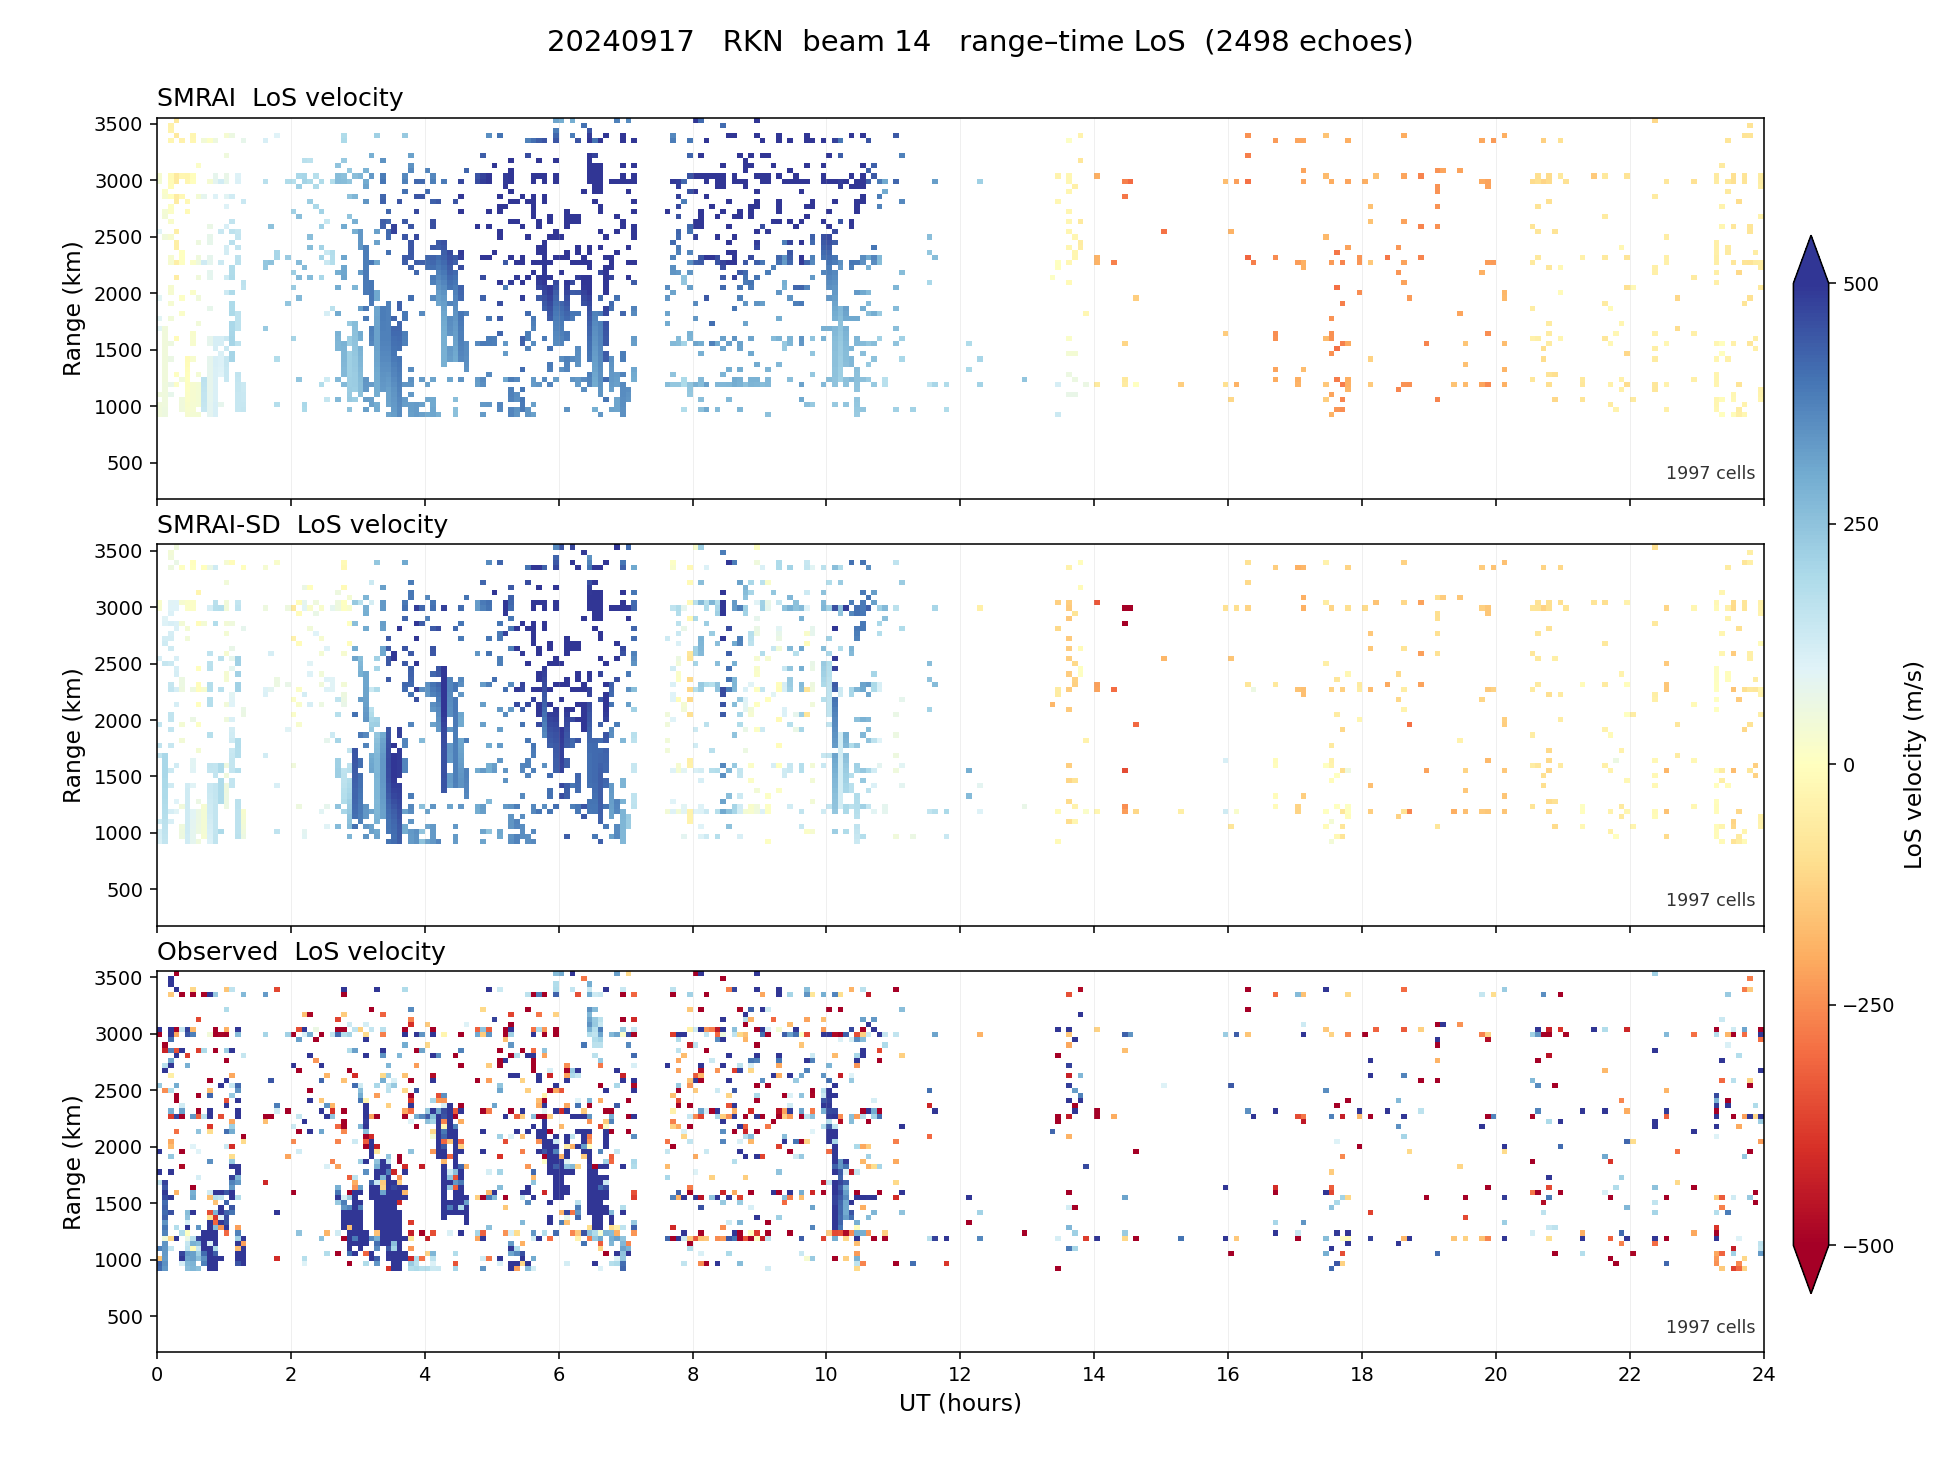 20240917   RKN  beam 14   range–time LoS  (2498 echoes)
SMRAI  LoS velocity
3500
3000
2500
2000
1500
1000
500
Range (km)
1997 cells
SMRAI-SD  LoS velocity
3500
3000
2500
2000
1500
1000
500
Range (km)
1997 cells
Observed  LoS velocity
3500
3000
2500
2000
1500
1000
500
Range (km)
1997 cells
0 2 4 6 8 10 12 14 16 18 20 22 24
UT (hours)
500
250
0
−250
−500
LoS velocity (m/s)